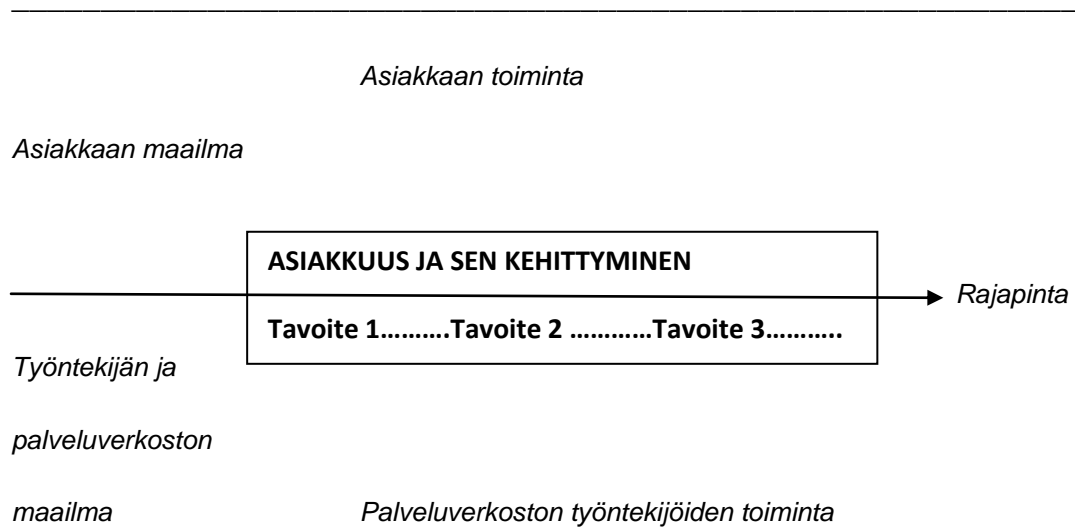 Asiakkaan toiminta
Asiakkaan maailma
ASIAKKUUS JA SEN KEHITTYMINEN
Rajapinta
Tavoite 1……….Tavoite 2 …………Tavoite 3………..
Työntekijän ja
palveluverkoston
maailma
Palveluverkoston työntekijöiden toiminta